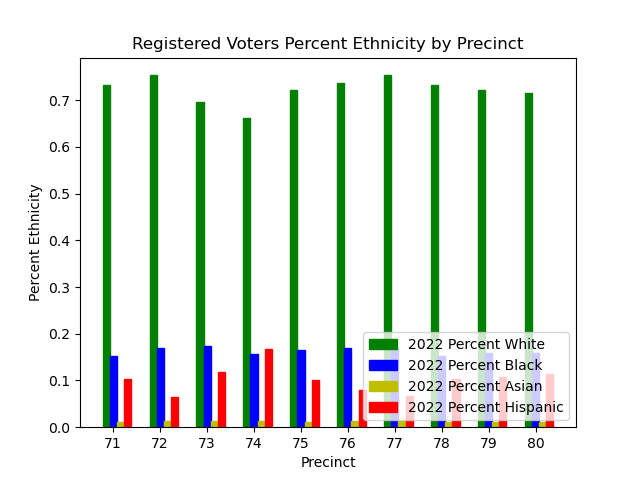 Registered Voters Percent Ethnicity by Precinct
Percent Ethnicity
0.7
0.6
0.5
0.4
0.3
0.2
0.1
0.0
2022 Percent White
2022 Percent Black
2022 Percent Asian
2022 Percent Hispanic
71 72 73 74 75 76 77 78 79 80
Precinct